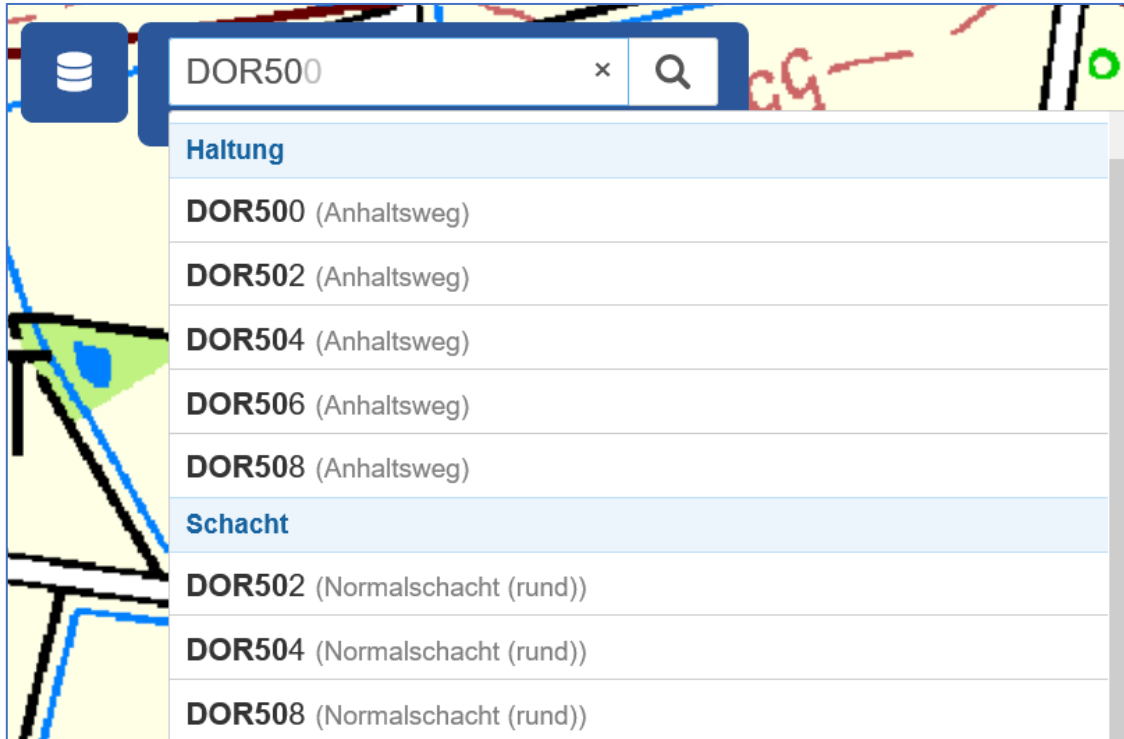 DOR500
×
Haltung
DOR500 (Anhaltsweg)
DOR502 (Anhaltsweg)
DOR504 (Anhaltsweg)
DOR506 (Anhaltsweg)
DOR508 (Anhaltsweg)
Schacht
DOR502 (Normalschacht (rund))
DOR504 (Normalschacht (rund))
DOR508 (Normalschacht (rund))